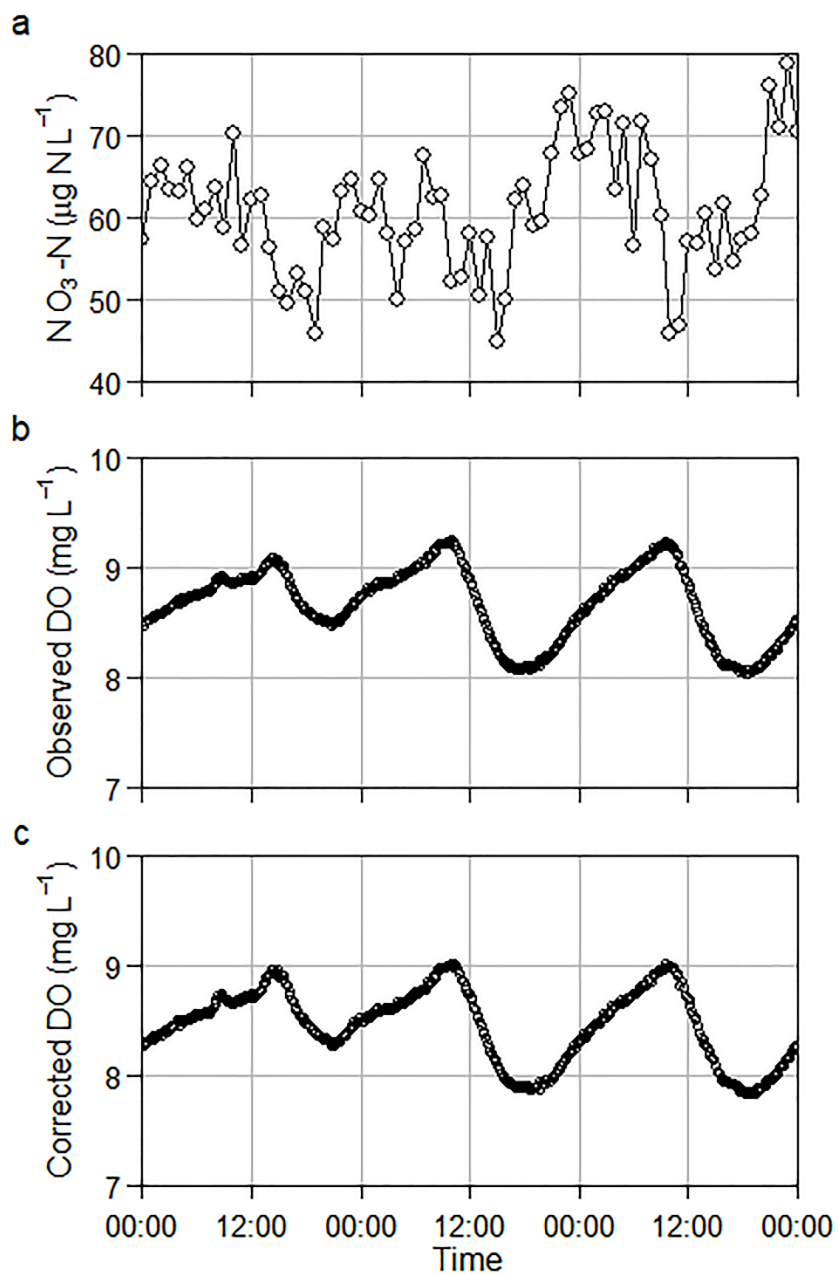 a
NO₃-N (µg N L⁻¹)
80
70
60
50
40
b
Observed DO (mg L⁻¹)
10
9
8
7
c
Corrected DO (mg L⁻¹)
10
9
8
7
00:00 12:00 00:00 12:00 00:00 12:00 00:00
Time